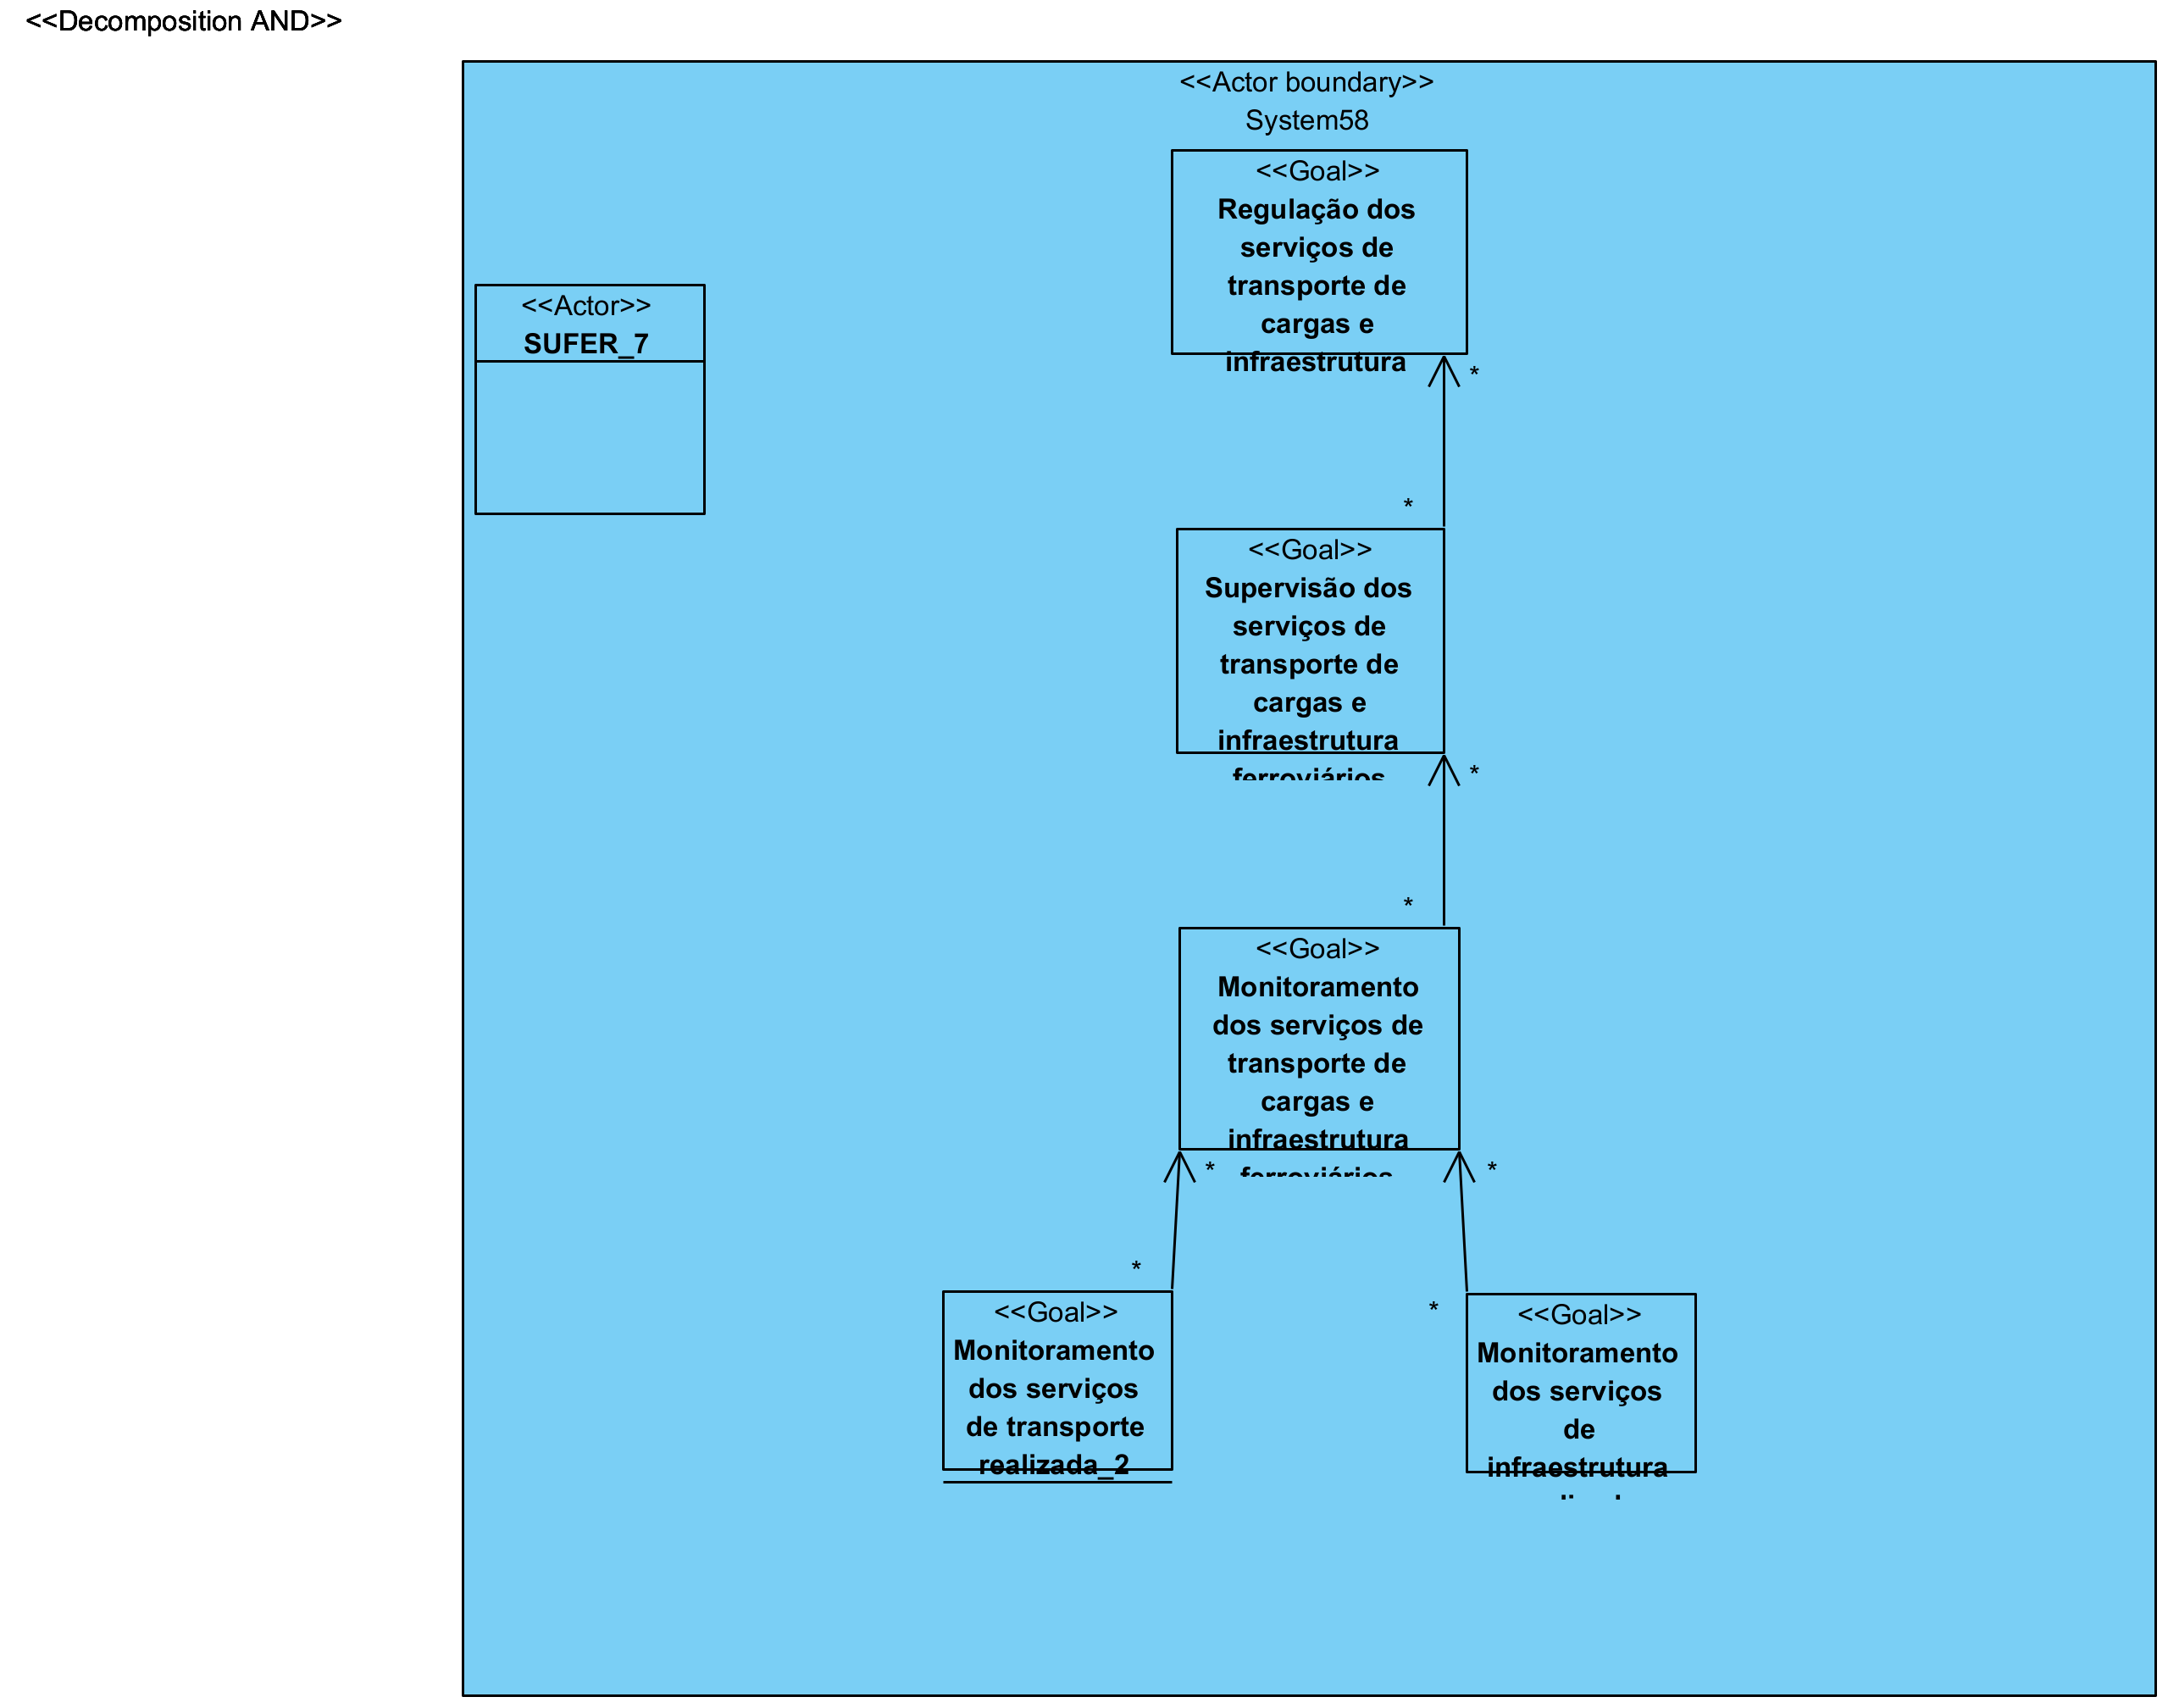 <<Decomposition AND>>
<<Actor boundary>>
System58
<<Goal>>
Regulação dos
serviços de
transporte de
cargas e
infraestrutura
*
<<Actor>>
SUFER_7
*
<<Goal>>
Supervisão dos
serviços de
transporte de
cargas e
infraestrutura
ferroviários
*
*
<<Goal>>
Monitoramento
dos serviços de
transporte de
cargas e
infraestrutura
ferroviários
*
*
*
<<Goal>>
Monitoramento
dos serviços
de transporte
realizada_2
*
<<Goal>>
Monitoramento
dos serviços
de
infraestrutura